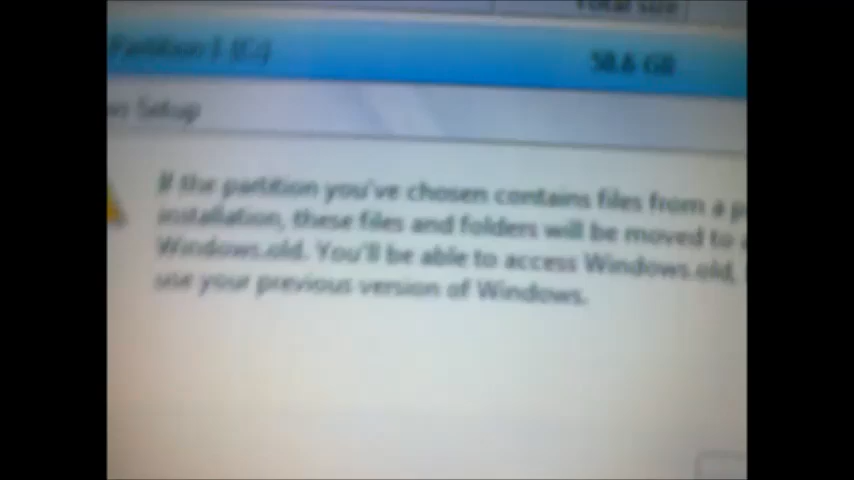 Total size
Partition 1 (C:) 58.6 GB
Setup
If the partition you've chosen contains files from a
installation, these files and folders will be moved to
Windows.old. You'll be able to access Windows.old,
use your previous version of Windows.